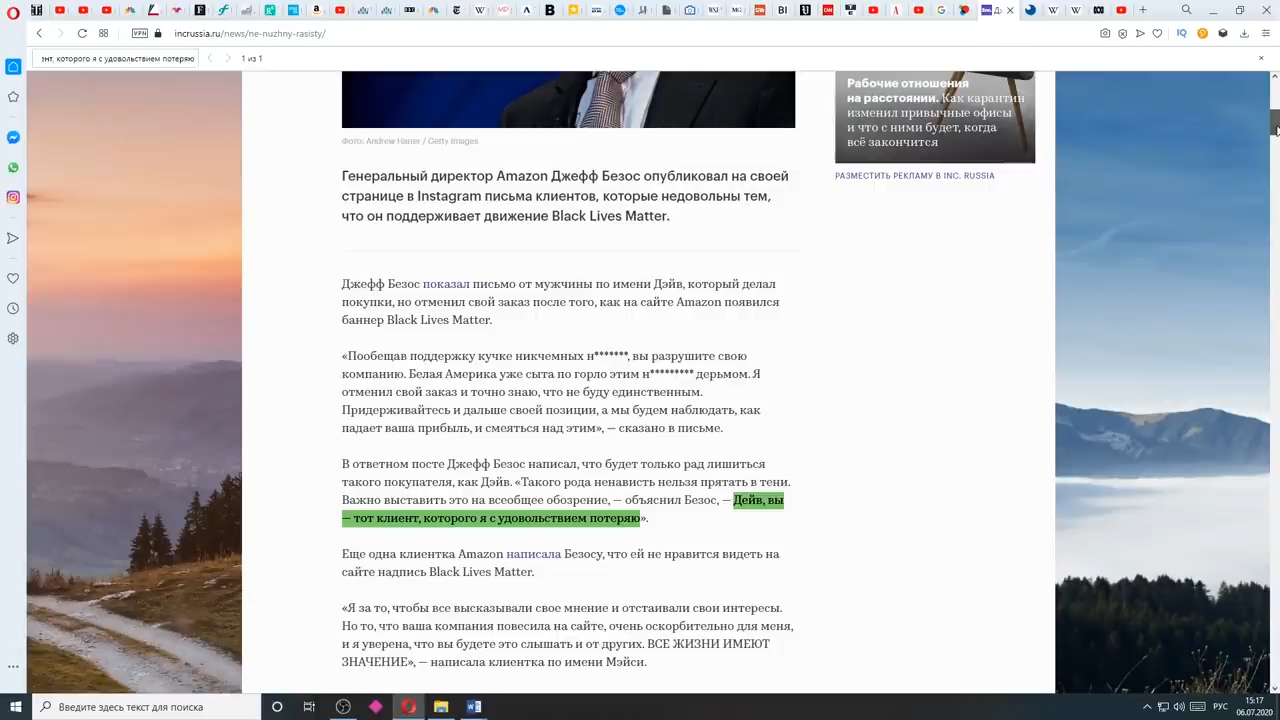 incrussia.ru/news/ne-nuzhny-rasisty/
VPN
IQ
нт, которого я с удовольствием потеряю
1 из 1
Рабочие отношения
на расстоянии. Как карантин
изменил привычные офисы
и что с ними будет, когда
всё закончится
РАЗМЕСТИТЬ РЕКЛАМУ В INC. RUSSIA
Фото: Andrew Harrer / Getty Images
Генеральный директор Amazon Джефф Безос опубликовал на своей
странице в Instagram письма клиентов, которые недовольны тем,
что он поддерживает движение Black Lives Matter.
Джефф Безос показал письмо от мужчины по имени Дэйв, который делал
покупки, но отменил свой заказ после того, как на сайте Amazon появился
баннер Black Lives Matter.
«Пообещав поддержку кучке никчемных н*******, вы разрушите свою
компанию. Белая Америка уже сыта по горло этим н********* дерьмом. Я
отменил свой заказ и точно знаю, что не буду единственным.
Придерживайтесь и дальше своей позиции, а мы будем наблюдать, как
падает ваша прибыль, и смеяться над этим», — сказано в письме.
В ответном посте Джефф Безос написал, что будет только рад лишиться
такого покупателя, как Дэйв. «Такого рода ненависть нельзя прятать в тени.
Важно выставить это на всеобщее обозрение, — объяснил Безос, — Дейв, вы
— тот клиент, которого я с удовольствием потеряю».
Еще одна клиентка Amazon написала Безосу, что ей не нравится видеть на
сайте надпись Black Lives Matter.
«Я за то, чтобы все высказывали свое мнение и отстаивали свои интересы.
Но то, что ваша компания повесила на сайте, очень оскорбительно для меня,
и я уверена, что вы будете это слышать и от других. ВСЕ ЖИЗНИ ИМЕЮТ
ЗНАЧЕНИЕ», — написала клиентка по имени Мэйси.
Введите здесь текст для поиска
РУС
15:17
06.07.2020